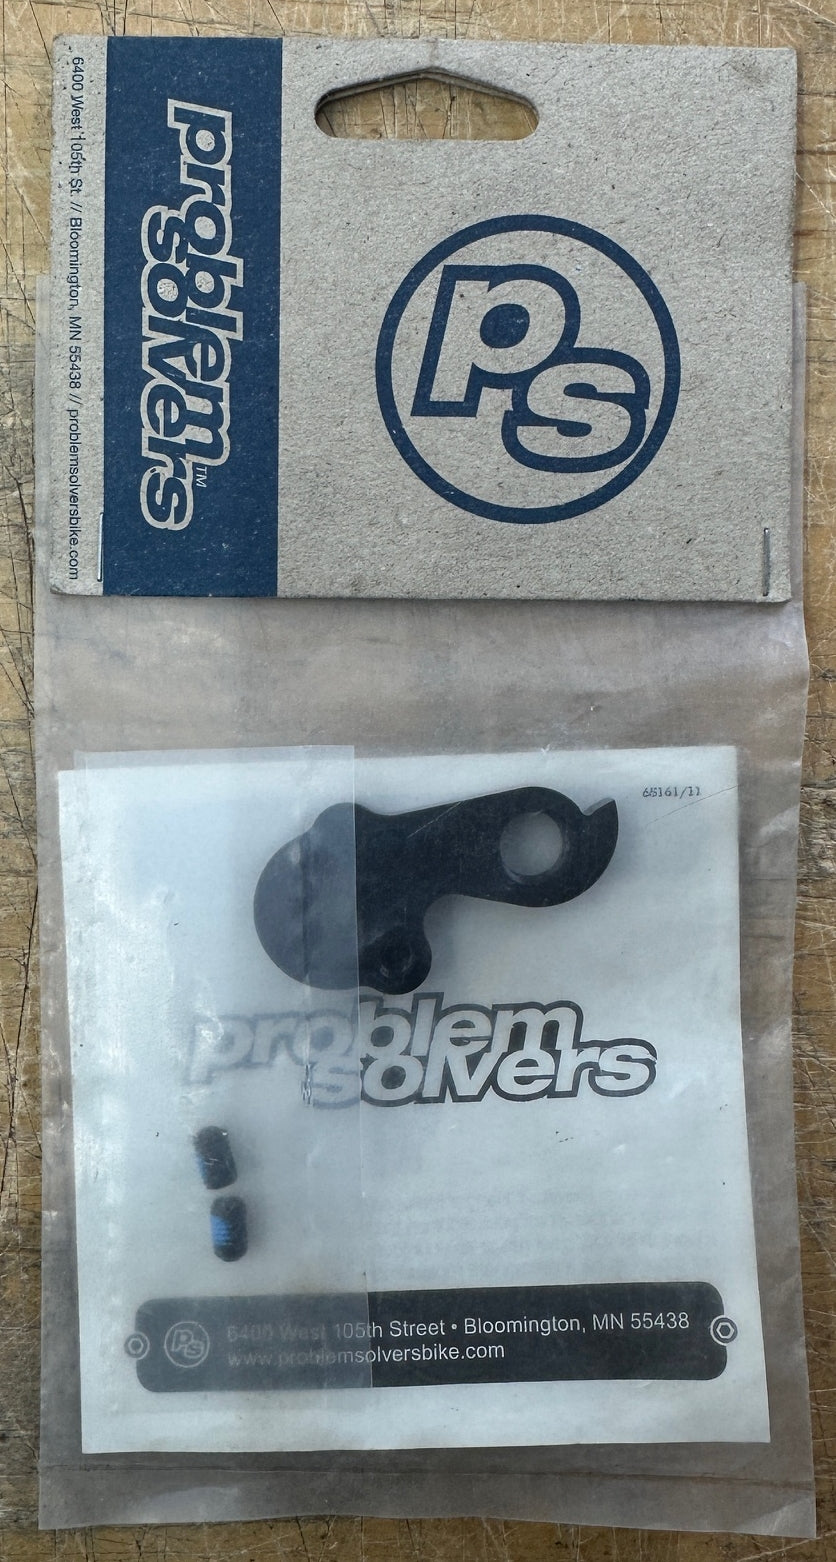 6400 West 105th St. // Bloomington, MN 55438 // problemsolversbike.com
problem
solvers™
ps
65161/11
problem
solvers
PS
6400 West 105th Street • Bloomington, MN 55438
www.problemsolversbike.com